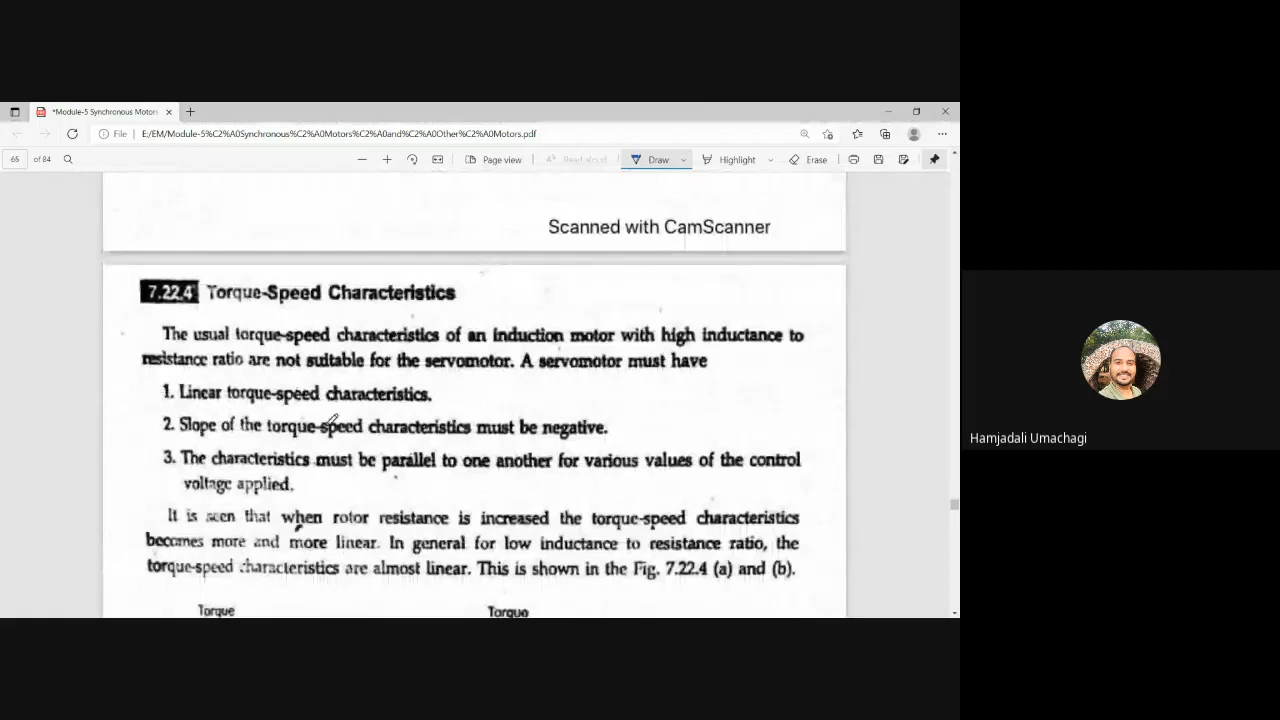 *Module-5 Synchronous Motors
File
E:/EM/Module-5%C2%A0Synchronous%C2%A0Motors%C2%A0and%C2%A0Other%C2%A0Motors.pdf
65 of 84
Page view
Read aloud
Draw
Highlight
Erase
Scanned with CamScanner
7.22.4 Torque-Speed Characteristics
The usual torque-speed characteristics of an induction motor with high inductance to
resistance ratio are not suitable for the servomotor. A servomotor must have
1. Linear torque-speed characteristics.
2. Slope of the torque-speed characteristics must be negative.
3. The characteristics must be parallel to one another for various values of the control
voltage applied.
It is seen that when rotor resistance is increased the torque-speed characteristics
becomes more and more linear. In general for low inductance to resistance ratio, the
torque-speed characteristics are almost linear. This is shown in the Fig. 7.22.4 (a) and (b).
Torque
Torque
Hamjadali Umachagi